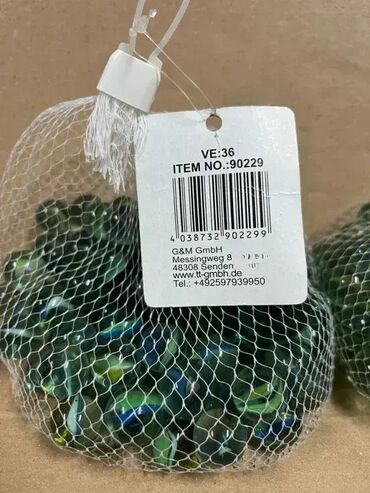 VE:36
ITEM NO.:90229
4 038732 902299
G&M GmbH
Messingweg 8
48308 Senden
www.tt-gmbh.de
Tel.: +492597939950